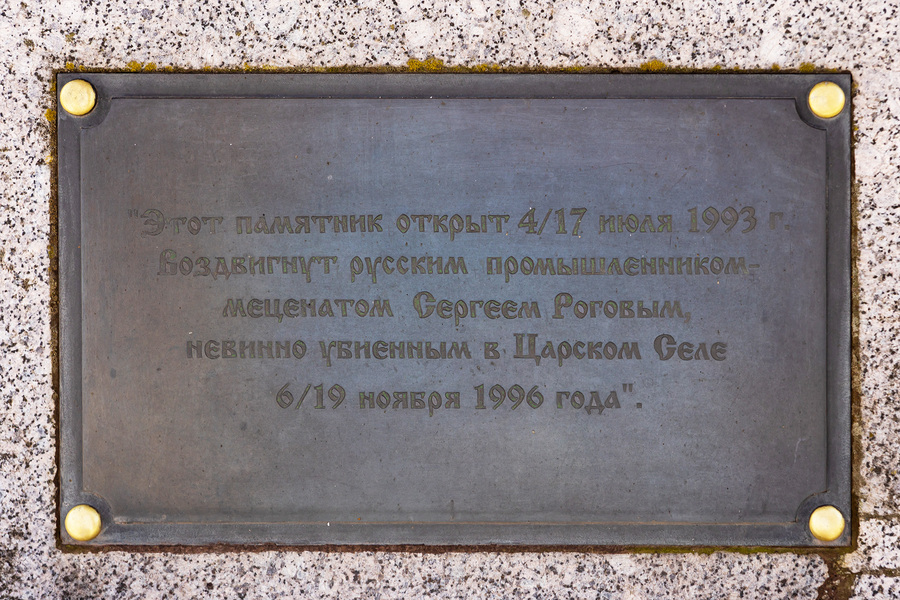 "Этот памятник открыт 4/17 июля 1993 г.
Воздвигнут русским промышленником-
меценатом Сергеем Роговым,
невинно убиенным в Царском Селе
6/19 ноября 1996 года".